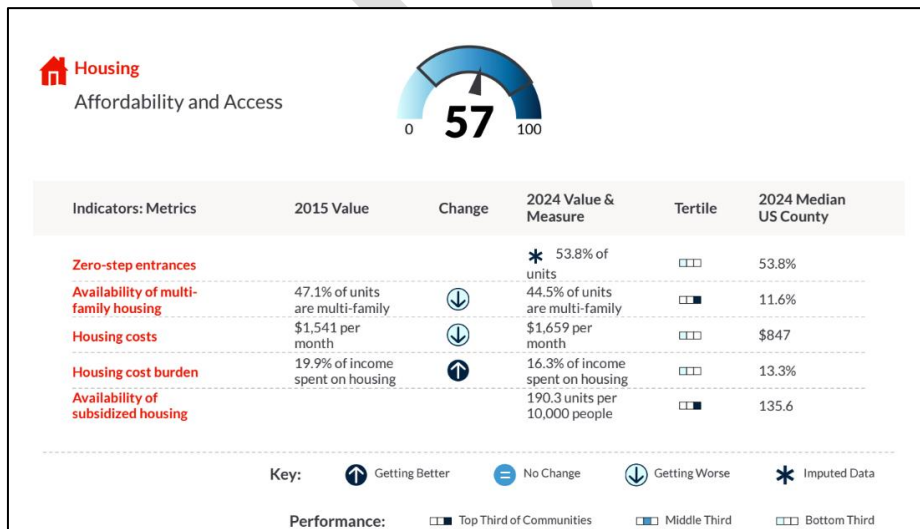 Housing
Affordability and Access
0 57 100
Indicators: Metrics 2015 Value Change 2024 Value & Measure Tertile 2024 Median US County
Zero-step entrances 53.8% of units 53.8%
Availability of multi-family housing 47.1% of units are multi-family 44.5% of units are multi-family 11.6%
Housing costs $1,541 per month $1,659 per month $847
Housing cost burden 19.9% of income spent on housing 16.3% of income spent on housing 13.3%
Availability of subsidized housing 190.3 units per 10,000 people 135.6
Key: Getting Better No Change Getting Worse Imputed Data
Performance: Top Third of Communities Middle Third Bottom Third